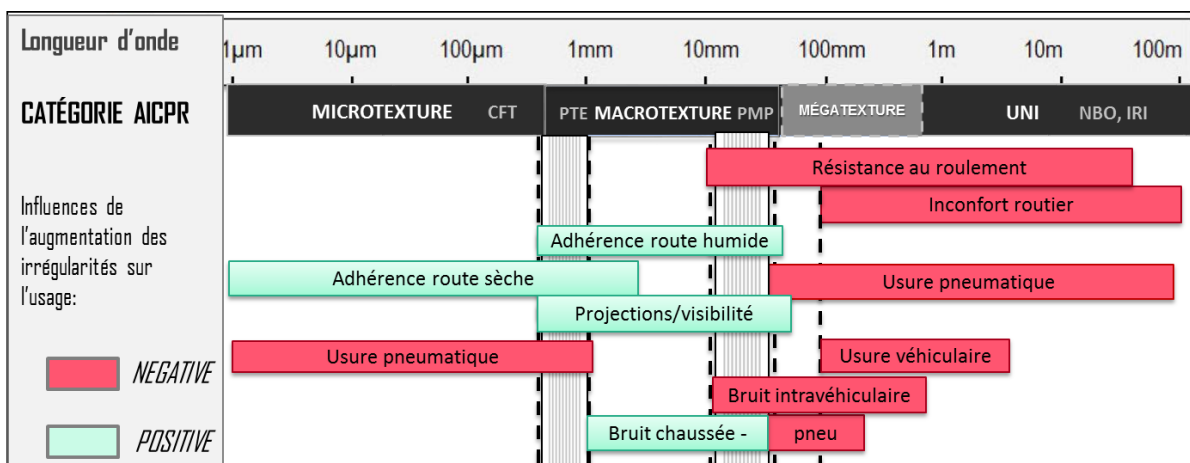 Longueur d'onde
1µm 10µm 100µm 1mm 10mm 100mm 1m 10m 100m
CATÉGORIE AICPR
MICROTEXTURE CFT PTE MACROTEXTURE PMP MÉGATEXTURE UNI NBO, IRI
Influences de
l'augmentation des
irrégularités sur
l'usage:
NEGATIVE
POSITIVE
Résistance au roulement
Inconfort routier
Adhérence route humide
Adhérence route sèche
Usure pneumatique
Projections/visibilité
Usure pneumatique
Usure véhiculaire
Bruit intravéhiculaire
Bruit chaussée - pneu